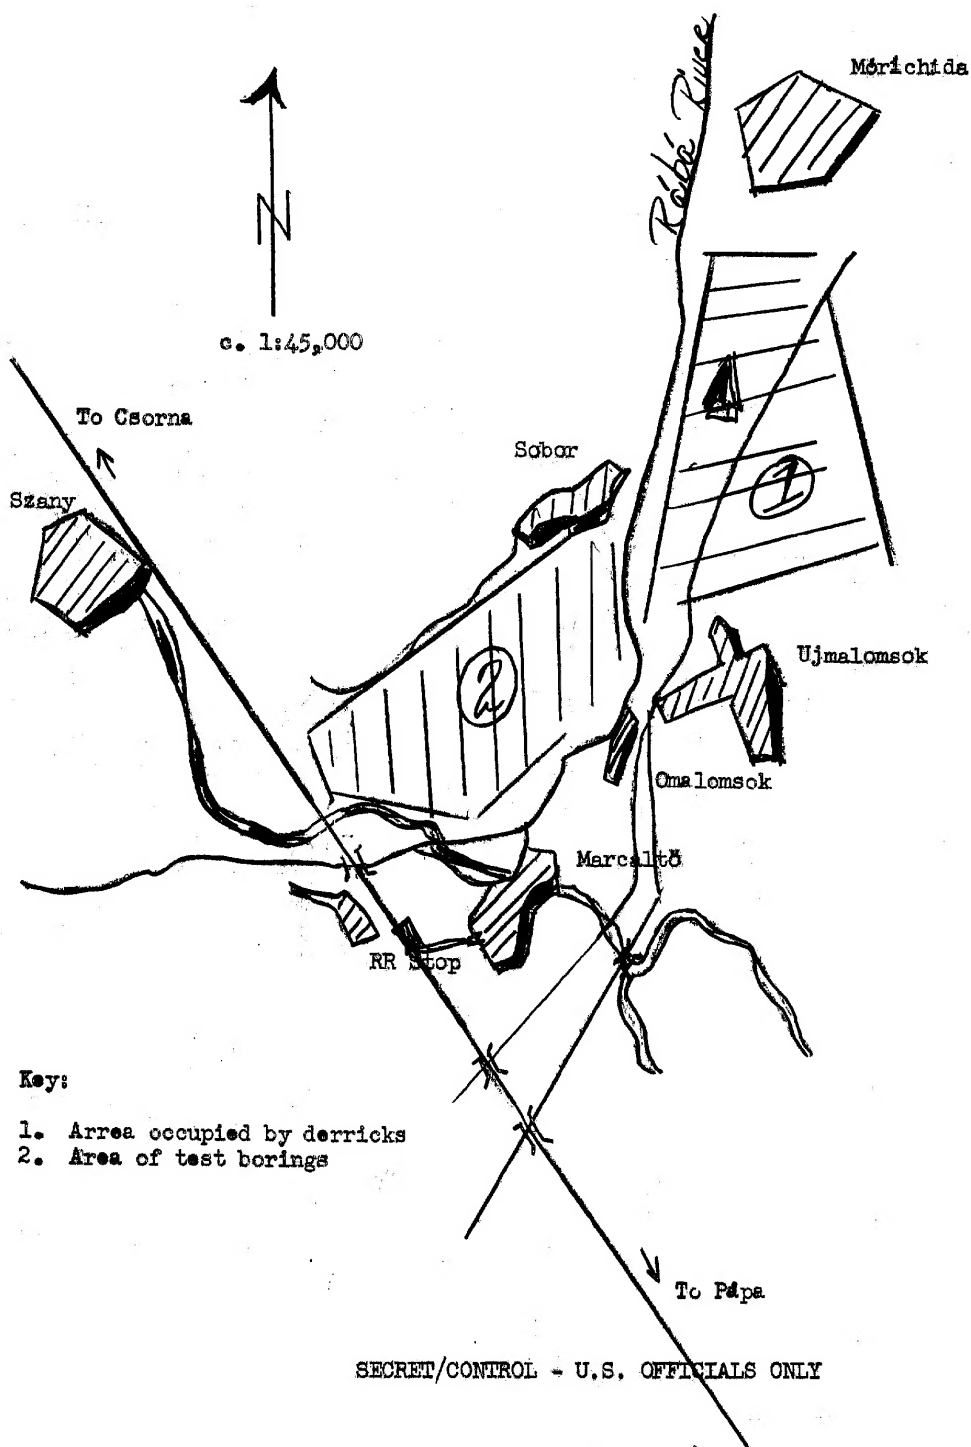 Mórichida
Rábá River
N
c. 1:45,000
To Csorna
Sobor
Szany
1
Ujmalomsok
2
Omalomsok
Marcaltő
RR Stop
Key:
1. Arrea occupied by derricks
2. Area of test borings
To Pápa
SECRET/CONTROL - U.S. OFFICIALS ONLY